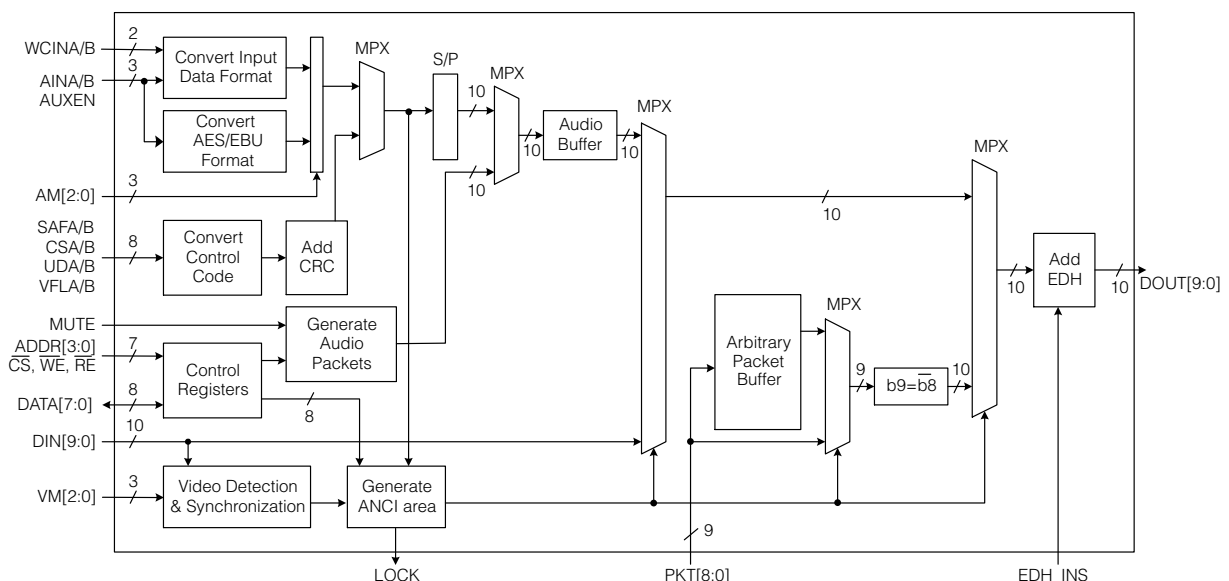 WCINA/B
2
AINA/B
3
AUXEN
Convert Input
Data Format
Convert
AES/EBU
Format
MPX
S/P
10
MPX
10
10
Audio
Buffer
10
MPX
MPX
AM[2:0]
3
SAFA/B
CSA/B
UDA/B
VFLA/B
8
Convert
Control
Code
Add
CRC
10
10
Add
EDH
10
DOUT[9:0]
MUTE
ADDR[3:0]
C̅S̅, W̅E̅, R̅E̅
7
Generate
Audio
Packets
Control
Registers
8
DATA[7:0]
8
Arbitrary
Packet
Buffer
MPX
9
b9=b̅8̅
10
DIN[9:0]
10
VM[2:0]
3
Video Detection
& Synchronization
Generate
ANCI area
9
LOCK
PKT[8:0]
EDH_INS